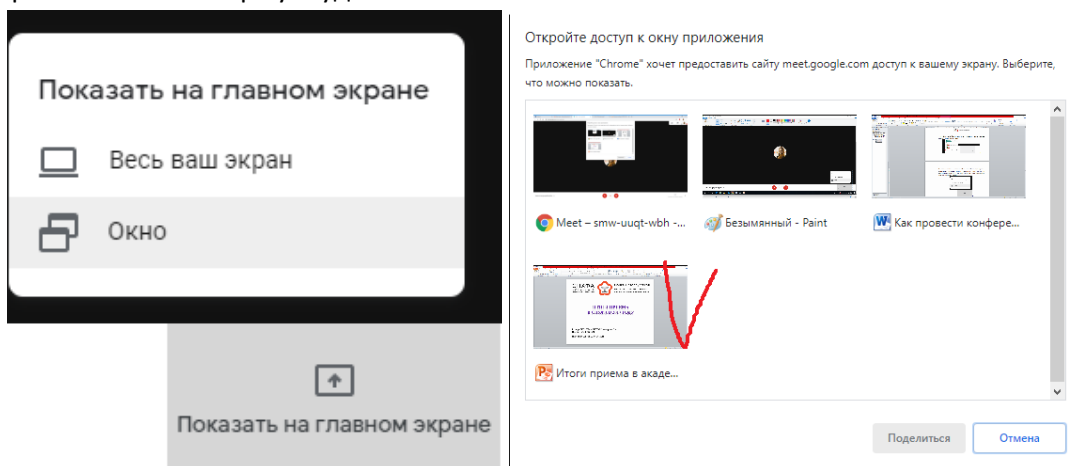 Показать на главном экране
Весь ваш экран
Окно
Показать на главном экране
Откройте доступ к окну приложения
Приложение "Chrome" хочет предоставить сайту meet.google.com доступ к вашему экрану. Выберите,
что можно показать.
Meet – smw-uuqt-wbh -...
Безымянный - Paint
Как провести конфере...
Итоги приема в акаде...
Поделиться
Отмена